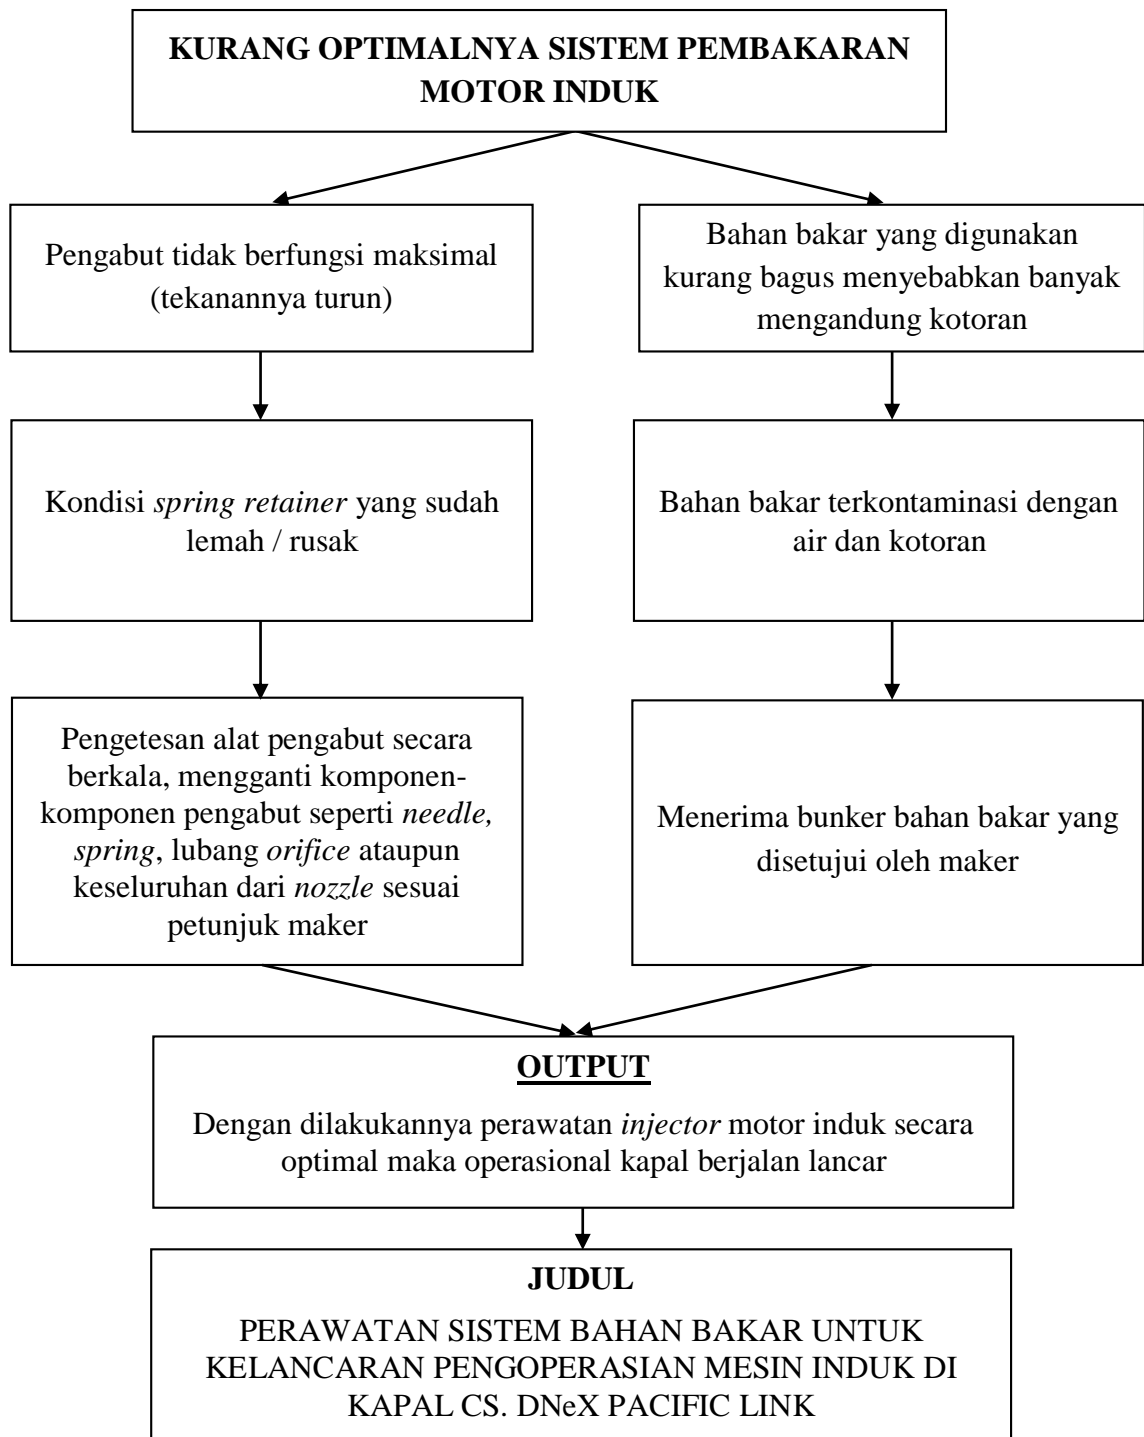 KURANG OPTIMALNYA SISTEM PEMBAKARAN
MOTOR INDUK
Pengabut tidak berfungsi maksimal
(tekanannya turun)
Bahan bakar yang digunakan
kurang bagus menyebabkan banyak
mengandung kotoran
Kondisi spring retainer yang sudah
lemah / rusak
Bahan bakar terkontaminasi dengan
air dan kotoran
Pengetesan alat pengabut secara
berkala, mengganti komponen-
komponen pengabut seperti needle,
spring, lubang orifice ataupun
keseluruhan dari nozzle sesuai
petunjuk maker
Menerima bunker bahan bakar yang
disetujui oleh maker
OUTPUT
Dengan dilakukannya perawatan injector motor induk secara
optimal maka operasional kapal berjalan lancar
JUDUL
PERAWATAN SISTEM BAHAN BAKAR UNTUK
KELANCARAN PENGOPERASIAN MESIN INDUK DI
KAPAL CS. DNeX PACIFIC LINK